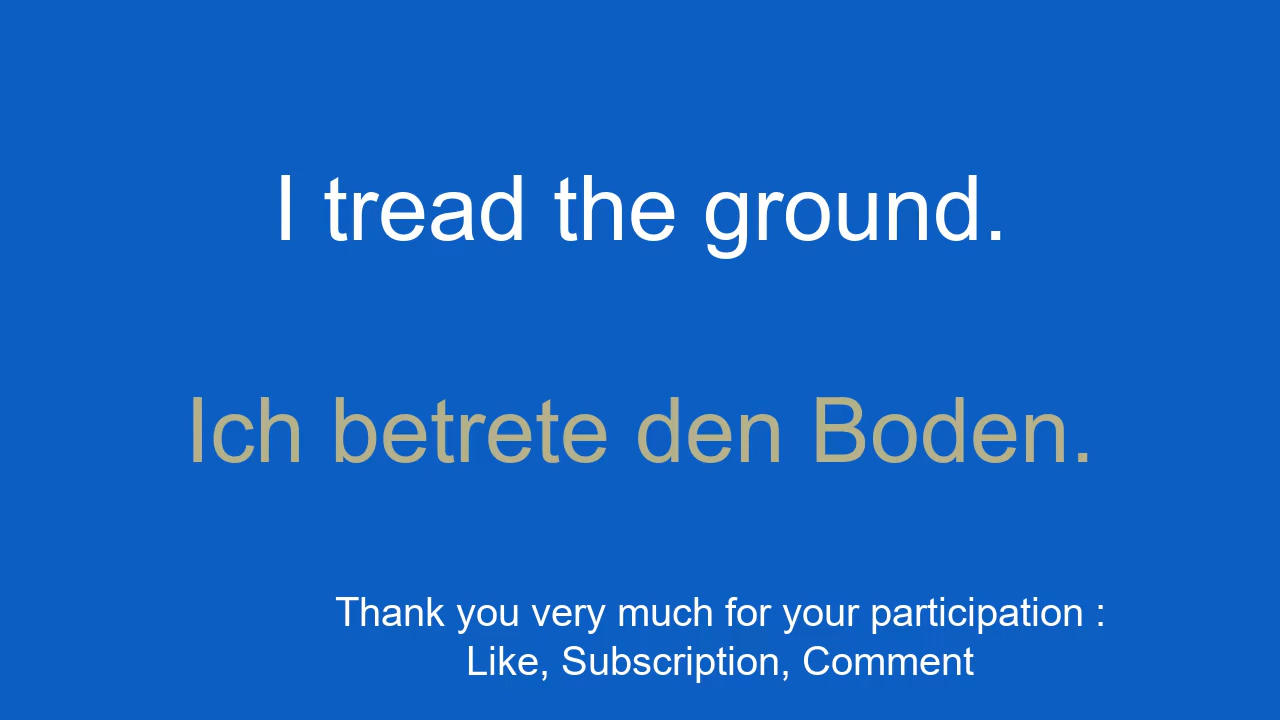 I tread the ground.
Ich betrete den Boden.
Thank you very much for your participation :
Like, Subscription, Comment